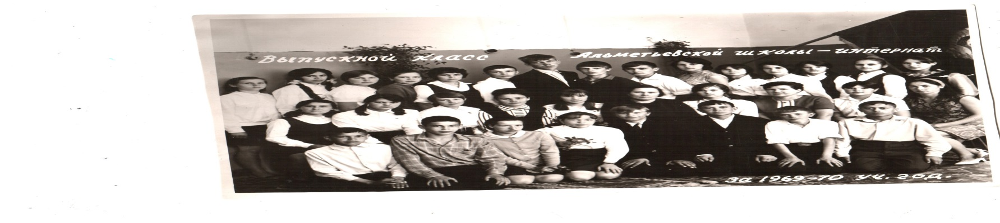 Выпускной класс Альметьевской школы-интернат
за 1969-70 уч. год.